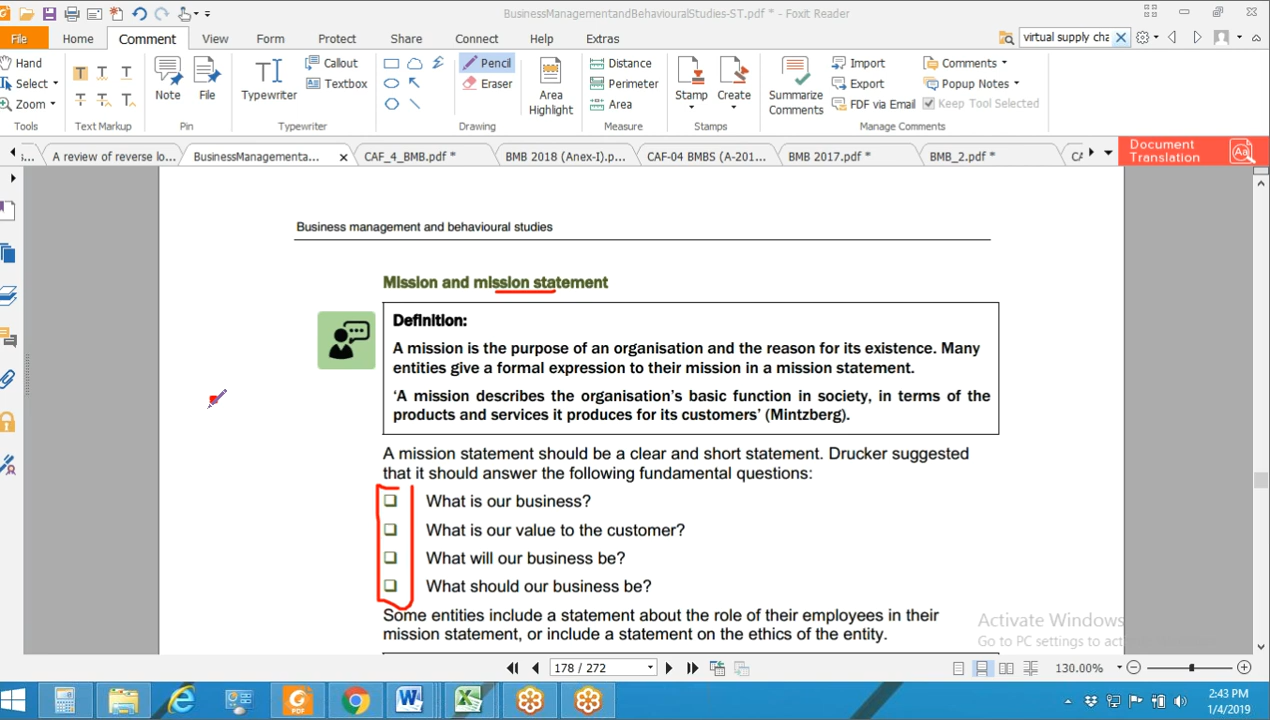 BusinessManagementandBehaviouralStudies-ST.pdf * - Foxit Reader
File Home Comment View Form Protect Share Connect Help Extras
virtual supply cha
Hand
Select
Zoom
Tools
Text Markup
Note
File
Pin
Typewriter
Callout
Textbox
Typewriter
Pencil
Eraser
Area
Highlight
Drawing
Distance
Perimeter
Area
Measure
Stamp
Create
Stamps
Summarize
Comments
Import
Export
FDF via Email
Comments
Popup Notes
Keep Tool Selected
Manage Comments
s... A review of reverse lo... BusinessManagementa... CAF_4_BMB.pdf * BMB 2018 (Anex-I).p... CAF-04 BMBS (A-201... BMB 2017.pdf * BMB_2.pdf * CA
Document
Translation
Business management and behavioural studies
Mission and mission statement
Definition:
A mission is the purpose of an organisation and the reason for its existence. Many
entities give a formal expression to their mission in a mission statement.
‘A mission describes the organisation’s basic function in society, in terms of the
products and services it produces for its customers’ (Mintzberg).
A mission statement should be a clear and short statement. Drucker suggested
that it should answer the following fundamental questions:
❑ What is our business?
❑ What is our value to the customer?
❑ What will our business be?
❑ What should our business be?
Some entities include a statement about the role of their employees in their
mission statement, or include a statement on the ethics of the entity.
Activate Windows
Go to PC settings to act
178 / 272
130.00%
2:43 PM
1/4/2019